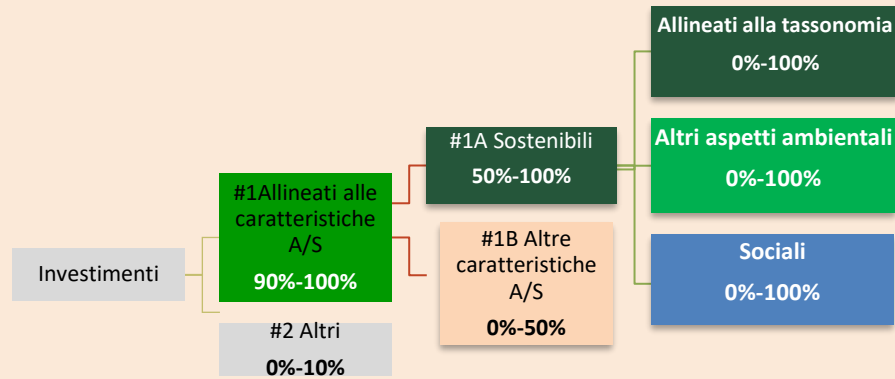 Investimenti
#1Allineati alle
caratteristiche
A/S
90%-100%
#2 Altri
0%-10%
#1A Sostenibili
50%-100%
#1B Altre
caratteristiche
A/S
0%-50%
Allineati alla tassonomia
0%-100%
Altri aspetti ambientali
0%-100%
Sociali
0%-100%